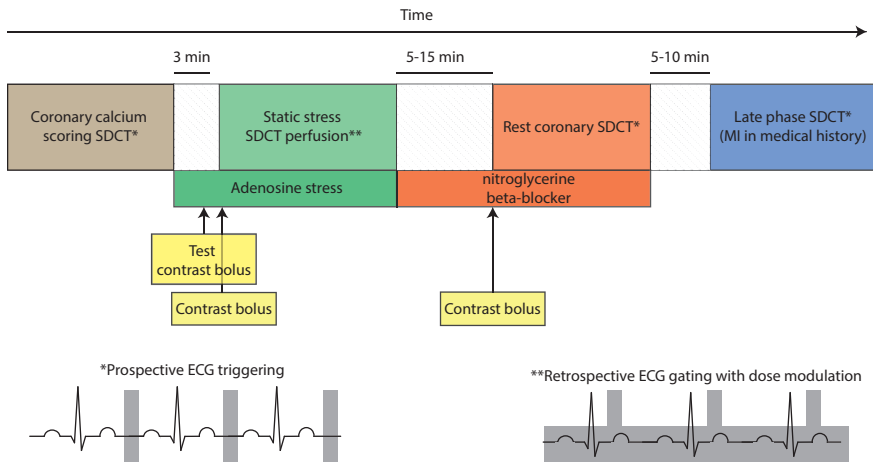 Time
3 min
5-15 min
5-10 min
Coronary calcium
scoring SDCT*
Static stress
SDCT perfusion**
Rest coronary SDCT*
Late phase SDCT*
(MI in medical history)
Adenosine stress
nitroglycerine
beta-blocker
Test
contrast bolus
Contrast bolus
Contrast bolus
*Prospective ECG triggering
**Retrospective ECG gating with dose modulation